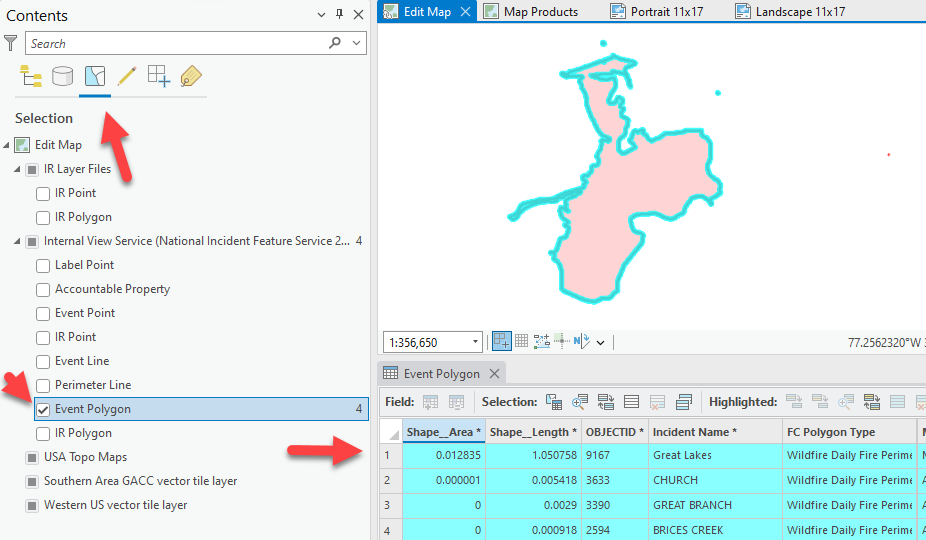 Contents
Search
Selection
Edit Map
IR Layer Files
IR Point
IR Polygon
Internal View Service (National Incident Feature Service 2... 4
Label Point
Accountable Property
Event Point
IR Point
Event Line
Perimeter Line
Event Polygon 4
IR Polygon
USA Topo Maps
Southern Area GACC vector tile layer
Western US vector tile layer
Edit Map Map Products Portrait 11x17 Landscape 11x17
1:356,650 77.2562320°W
Event Polygon
Field: Selection: Highlighted:
Shape__Area * Shape__Length * OBJECTID * Incident Name * FC Polygon Type
1 0.012835 1.050758 9167 Great Lakes Wildfire Daily Fire Perime
2 0.000001 0.005418 3633 CHURCH Wildfire Daily Fire Perime
3 0 0.0029 3390 GREAT BRANCH Wildfire Daily Fire Perime
4 0 0.000918 2594 BRICES CREEK Wildfire Daily Fire Perime